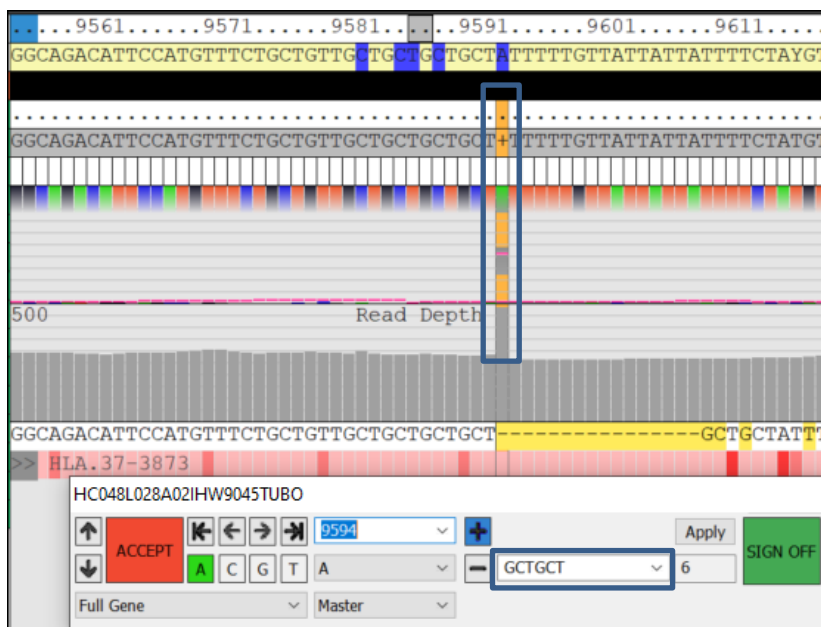 . . ...9561......9571......9581.. .. ..9591......9601......9611.....
GGCAGACATTCCATGTTTCTGCTGTTGCTGCTGCTGCTATTTTTGTTATTATTATTTTCTAYGT
GGCAGACATTCCATGTTTCTGCTGTTGCTGCTGCTGCT+TTTTTGTTATTATTATTTTCTATGT
500 Read Depth
GGCAGACATTCCATGTTTCTGCTGTTGCTGCTGCTGCT----------------GCTGCTATTT
>> HLA.37-3873
HC048L028A02IHW9045TUBO
ACCEPT 9594 + Apply SIGN OFF
A C G T A − GCTGCT 6
Full Gene Master